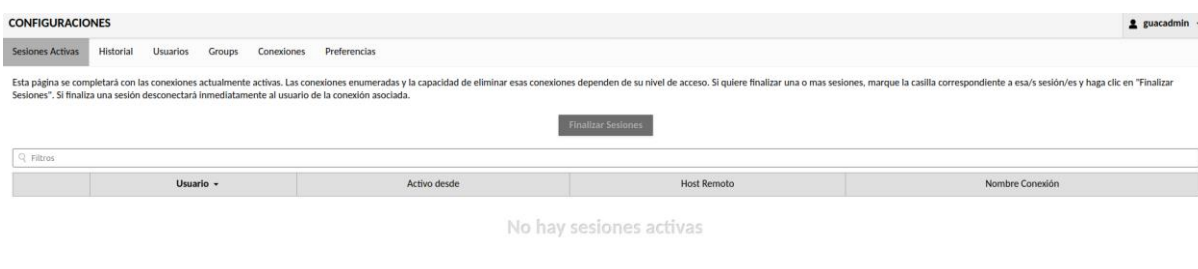 CONFIGURACIONES
guacadmin
Sesiones Activas Historial Usuarios Groups Conexiones Preferencias
Esta página se completará con las conexiones actualmente activas. Las conexiones enumeradas y la capacidad de eliminar esas conexiones dependen de su nivel de acceso. Si quiere finalizar una o mas sesiones, marque la casilla correspondiente a esa/s sesión/es y haga clic en "Finalizar
Sesiones". Si finaliza una sesión desconectará inmediatamente al usuario de la conexión asociada.
Finalizar Sesiones
Filtros
Usuario Activo desde Host Remoto Nombre Conexión
No hay sesiones activas